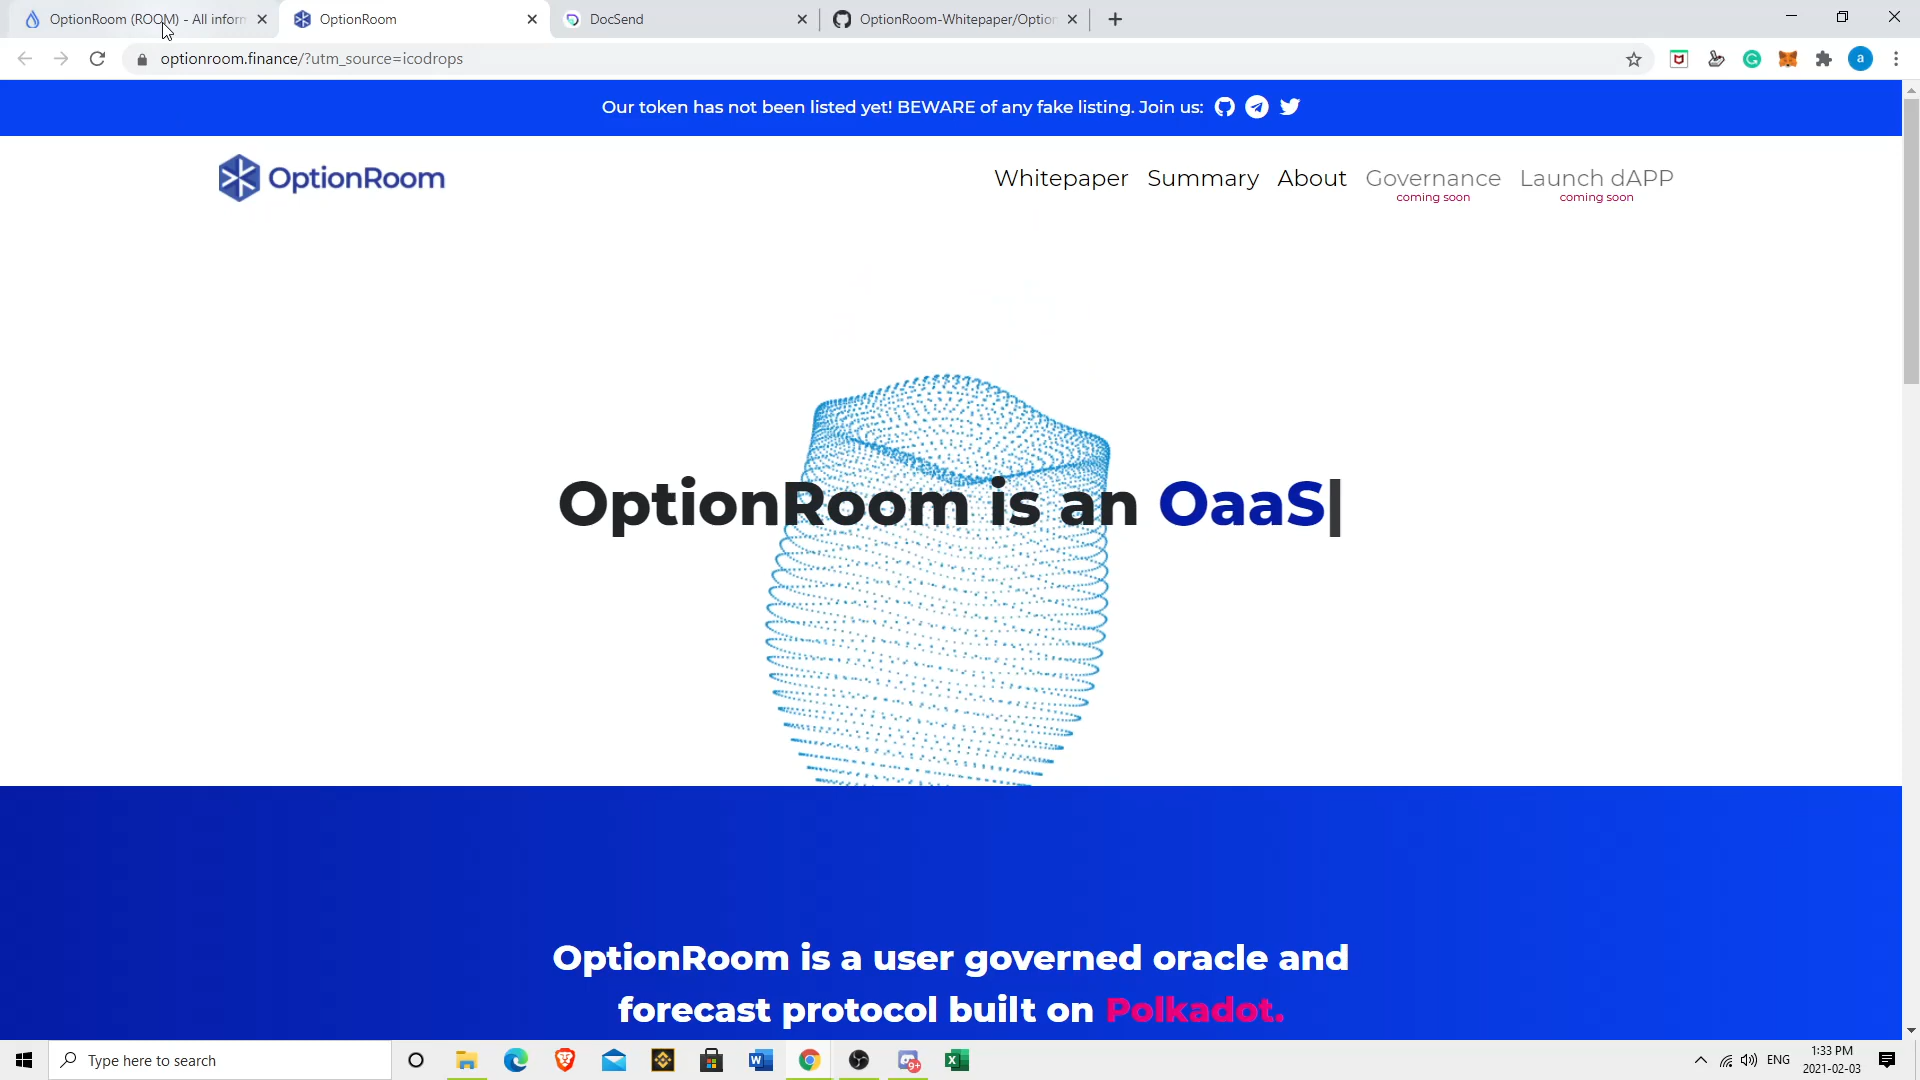 OptionRoom (ROOM) - All inform
OptionRoom
DocSend
OptionRoom-Whitepaper/Option
optionroom.finance/?utm_source=icodrops
a
Our token has not been listed yet! BEWARE of any fake listing. Join us:
OptionRoom
Whitepaper Summary About Governance Launch dAPP
coming soon coming soon
OptionRoom is an OaaS|
OptionRoom is a user governed oracle and
forecast protocol built on Polkadot.
Type here to search
9+
ENG
1:33 PM
2021-02-03